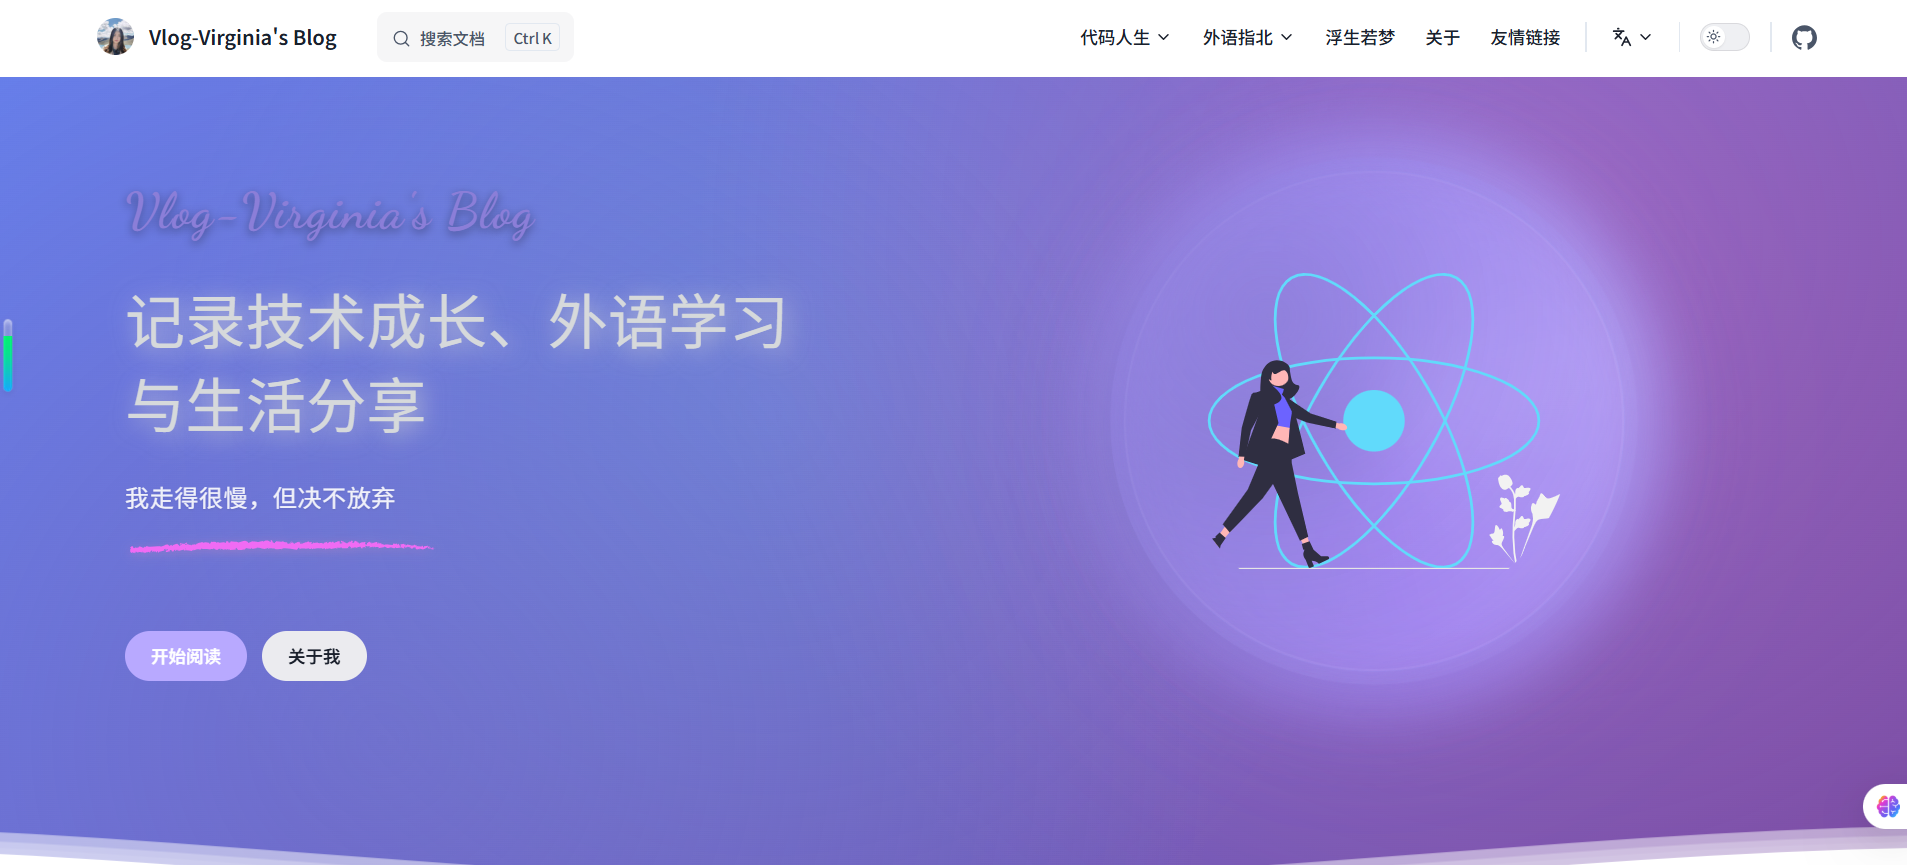 Vlog-Virginia's Blog
搜索文档 Ctrl K
代码人生 外语指北 浮生若梦 关于 友情链接
Vlog-Virginia's Blog
记录技术成长、外语学习
与生活分享
我走得很慢，但决不放弃
开始阅读 关于我